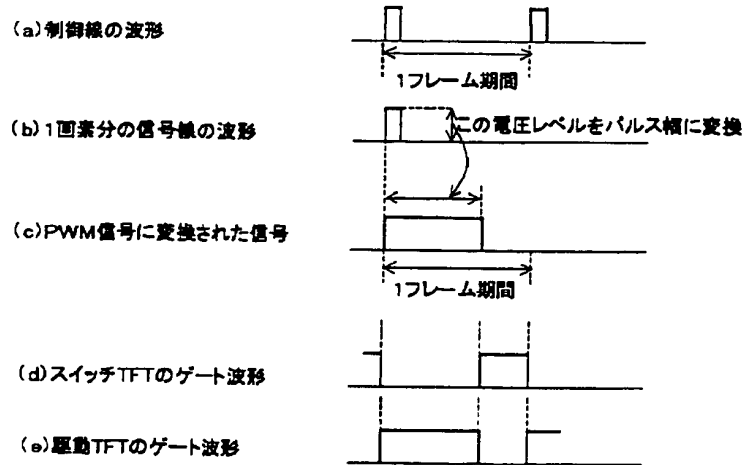 (a)制御線の波形
1フレーム期間
(b)1画素分の信号線の波形
この電圧レベルをパルス幅に変換
(c)PWM信号に変換された信号
1フレーム期間
(d)スイッチTFTのゲート波形
(e)駆動TFTのゲート波形